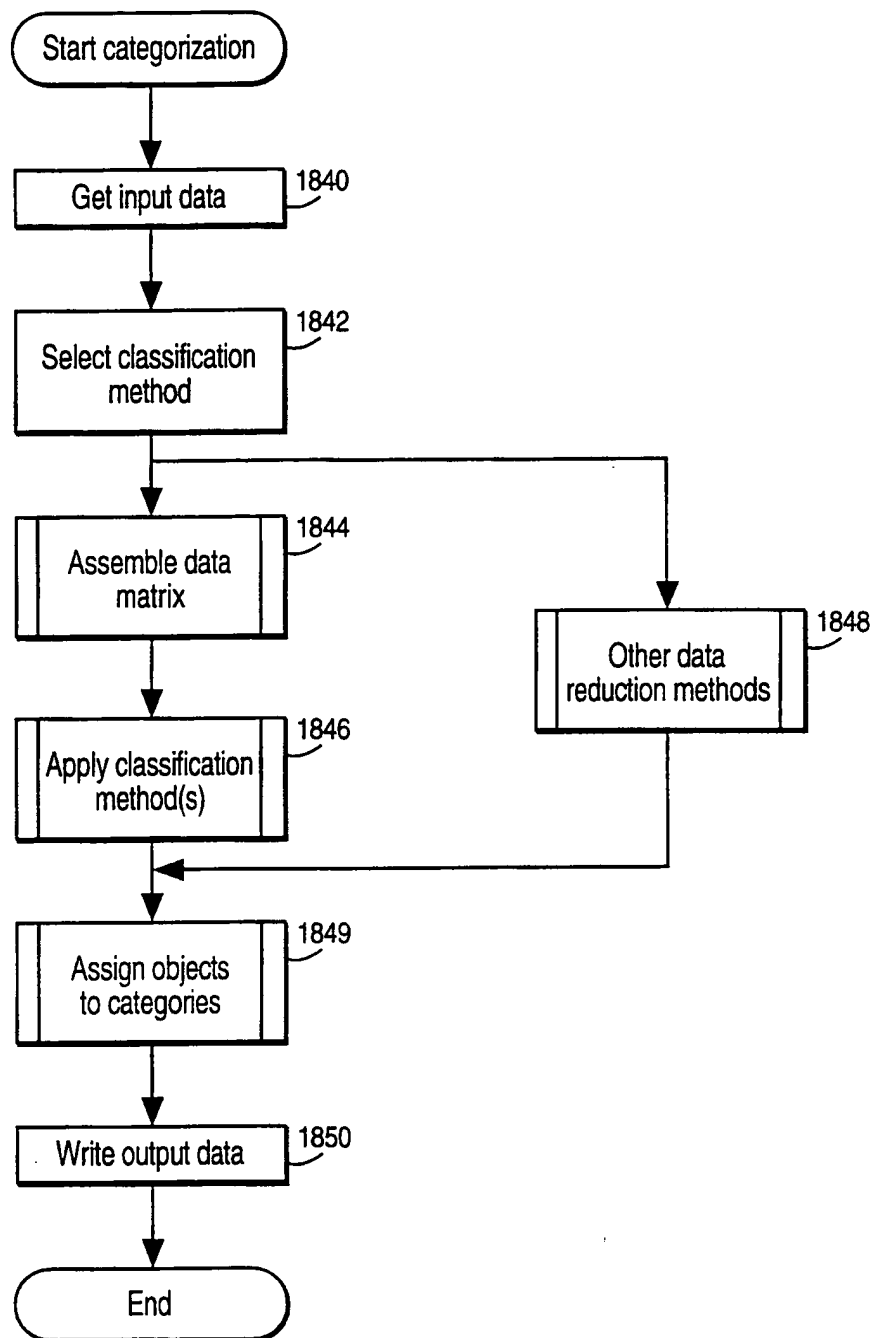 Start categorization
Get input data
1840
Select classification
method
1842
Assemble data
matrix
1844
Other data
reduction methods
1848
Apply classification
method(s)
1846
Assign objects
to categories
1849
Write output data
1850
End